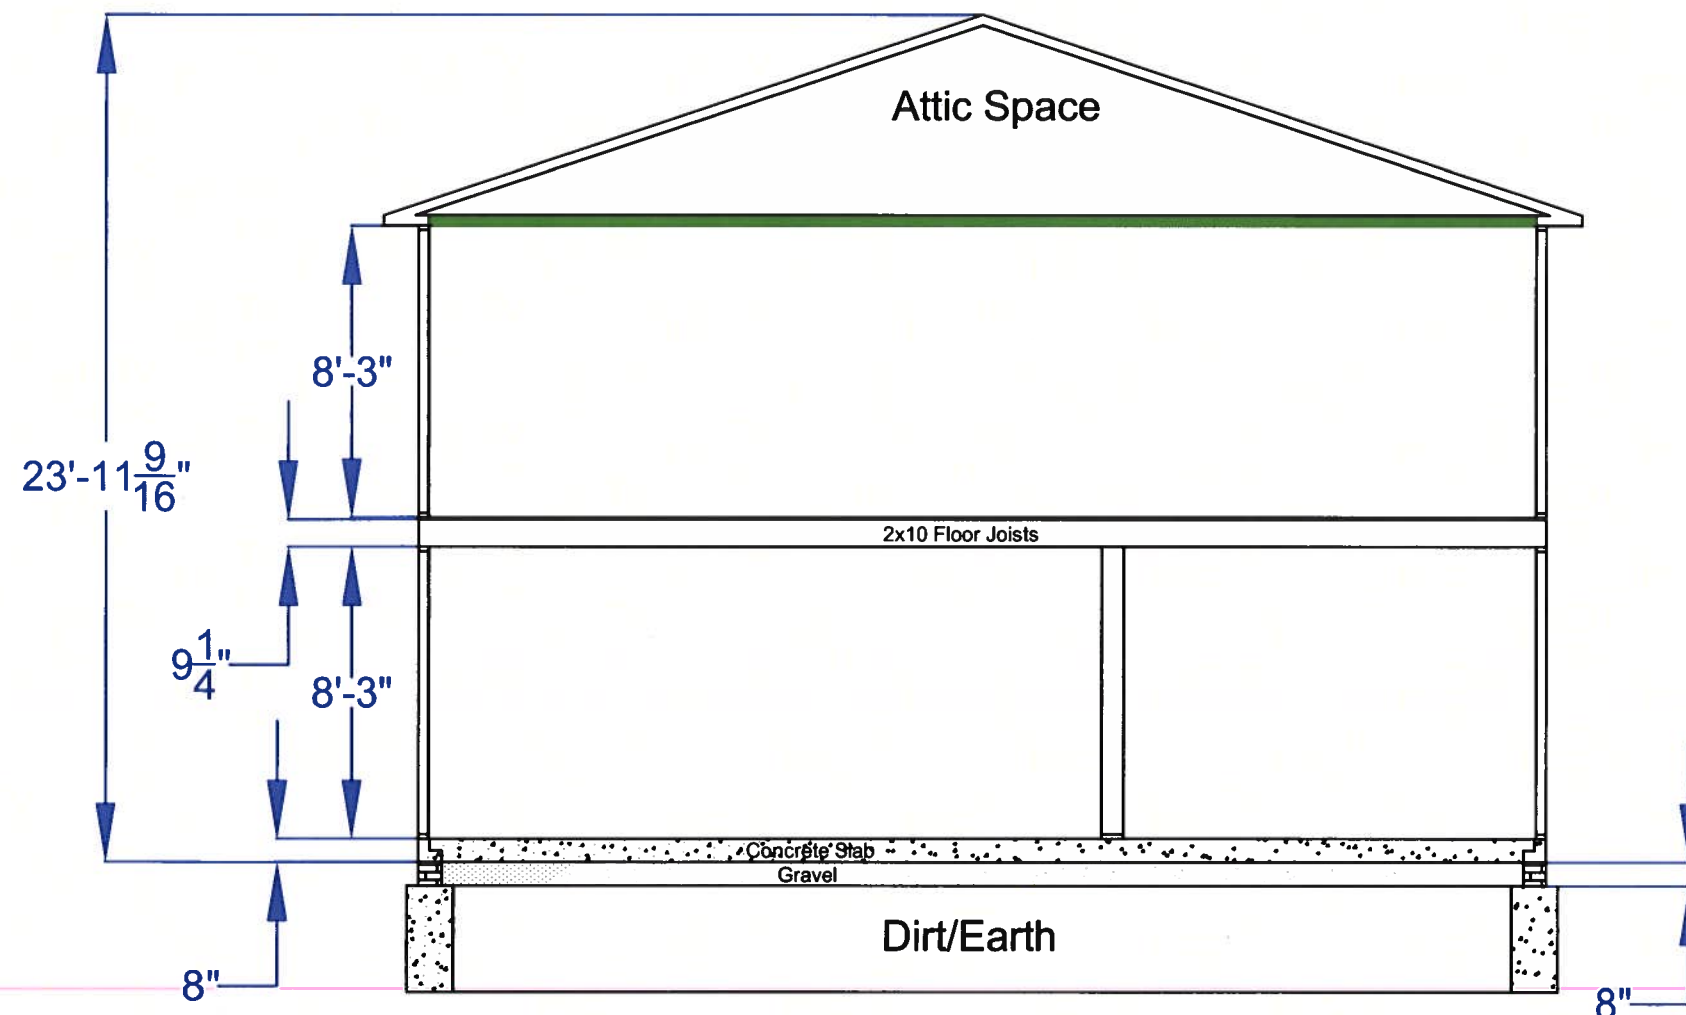 Attic Space
8'-3"
23'-11 9/16"
2x10 Floor Joists
9 1/4"
8'-3"
Concrete Slab
Gravel
Dirt/Earth
8"
8"